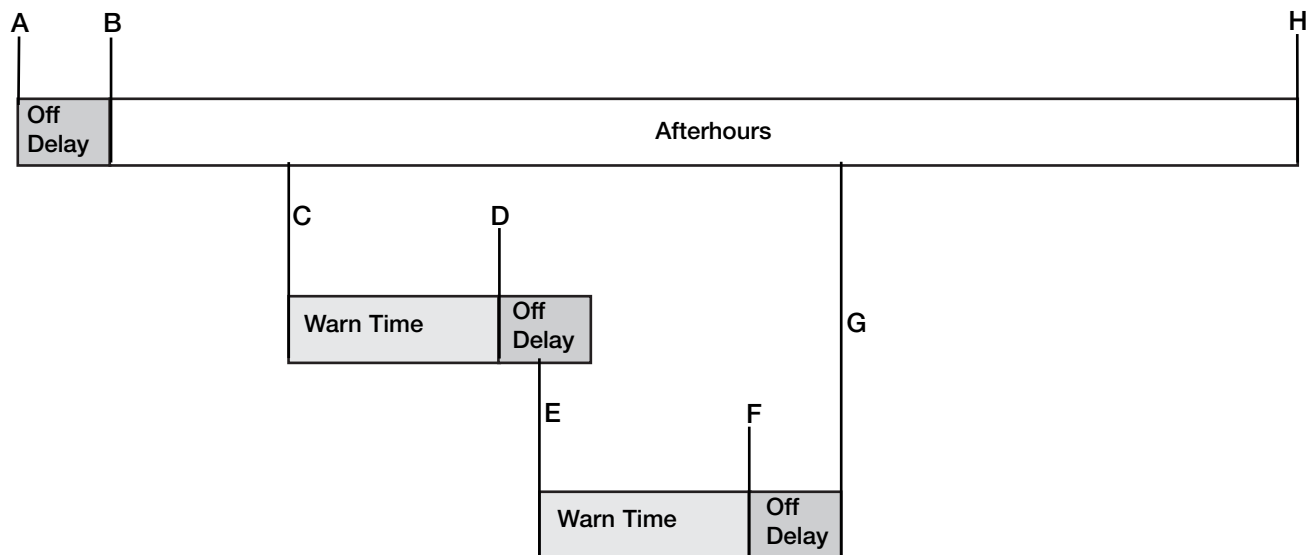 A B H
Off
Delay
Afterhours
C D
Warn Time
Off
Delay
G
E F
Warn Time
Off
Delay